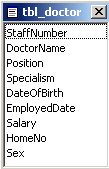 tbl_doctor
StaffNumber
DoctorName
Position
Specialism
DateOfBirth
EmployedDate
Salary
HomeNo
Sex